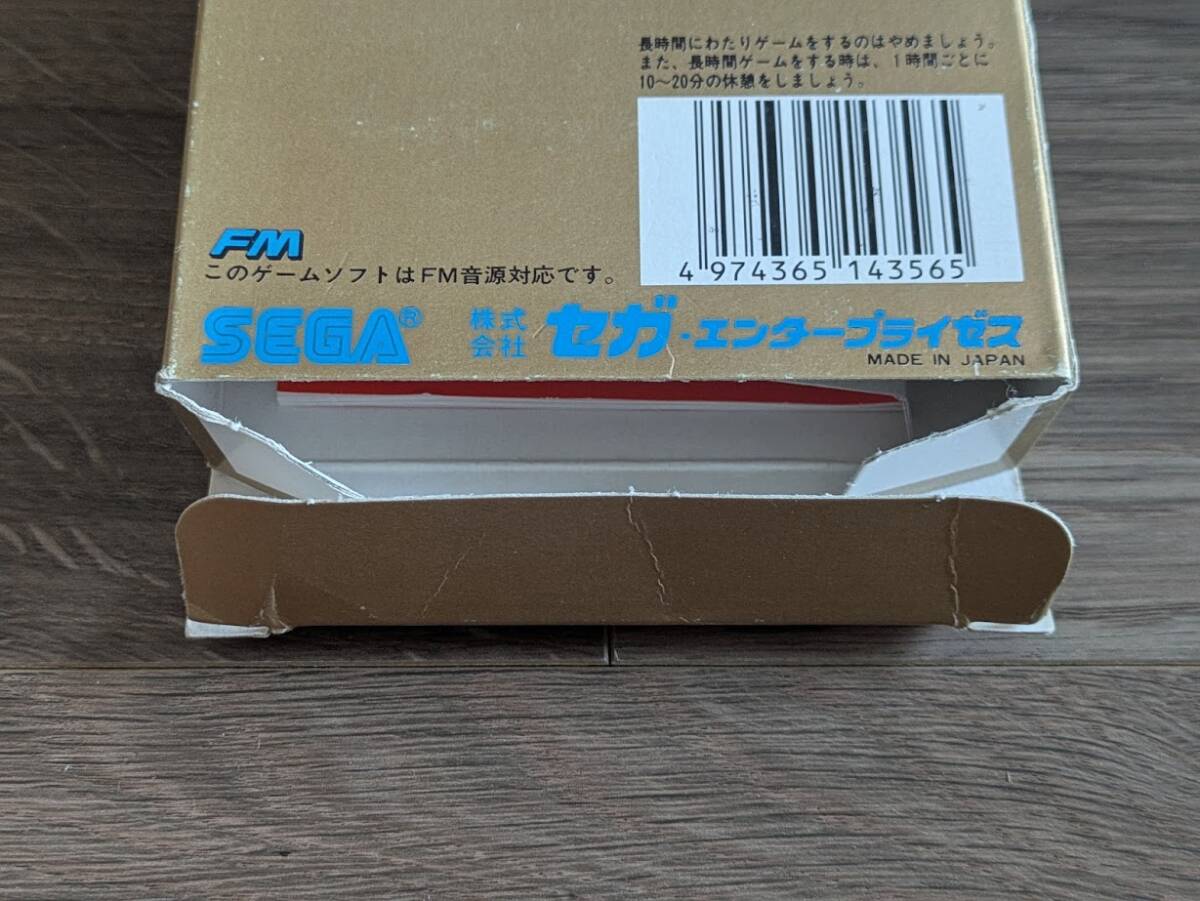 長時間にわたりゲームをするのはやめましょう。
また、長時間ゲームをする時は、1時間ごとに
10〜20分の休憩をしましょう。
4 974365 143565
FM
このゲームソフトはFM音源対応です。
SEGA® 株式会社 セガ・エンタープライゼス
MADE IN JAPAN